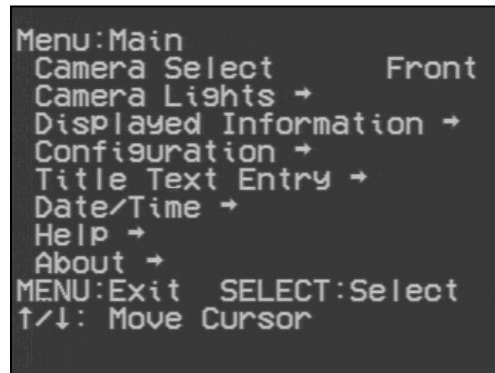 Menu:Main
Camera Select Front
Camera Lights →
Displayed Information →
Configuration →
Title Text Entry →
Date/Time →
Help →
About →
MENU:Exit SELECT:Select
↑/↓: Move Cursor